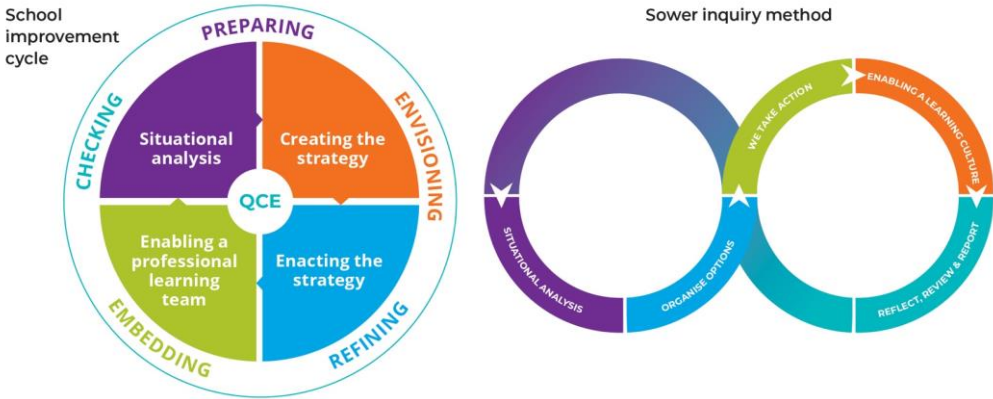 School
improvement
cycle
PREPARING
ENVISIONING
REFINING
EMBEDDING
CHECKING
Situational
analysis
Creating the
strategy
QCE
Enabling a
professional
learning
team
Enacting the
strategy
Sower inquiry method
SITUATIONAL ANALYSIS
ORGANISE OPTIONS
WE TAKE ACTION
ENABLING A LEARNING CULTURE
REFLECT, REVIEW & REPORT